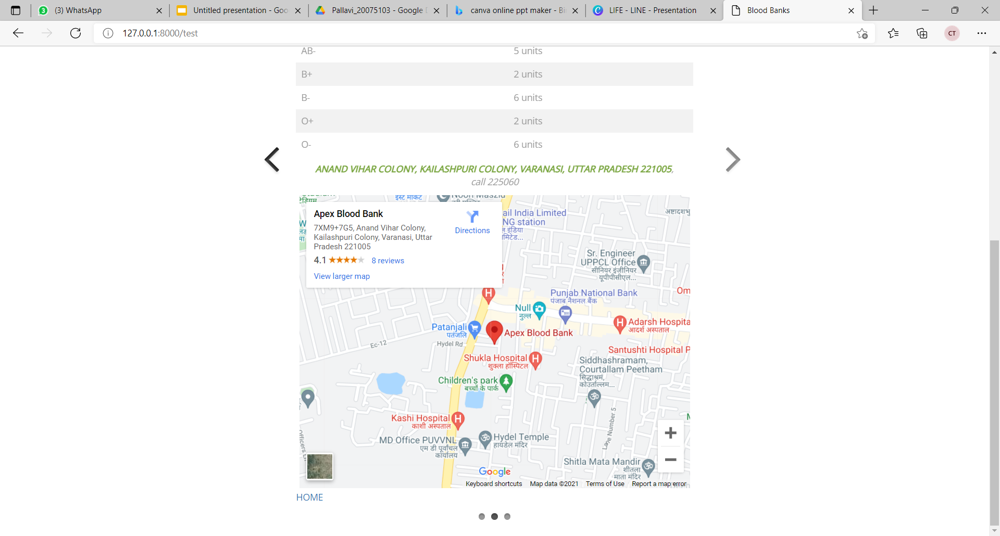 (3) WhatsApp
Untitled presentation - Goo
Pallavi_20075103 - Google D
canva online ppt maker - Bi
LIFE - LINE - Presentation
Blood Banks
127.0.0.1:8000/test
CT
AB- 5 units
B+ 2 units
B- 6 units
O+ 2 units
O- 6 units
ANAND VIHAR COLONY, KAILASHPURI COLONY, VARANASI, UTTAR PRADESH 221005,
call 225060
Apex Blood Bank
7XM9+7G5, Anand Vihar Colony,
Kailashpuri Colony, Varanasi, Uttar
Pradesh 221005
4.1 8 reviews
View larger map
Directions
ail India Limited
NG station
Sr. Engineer
UPPCL Office
सीनियर इंजीनियर
यूपीपीसीएल...
Punjab National Bank
पंजाब नैशनल बैंक
Om
Null
नुल्ल
Adarsh Hospita
आदर्श अस्पताल
Patanjali
पतंजलि
Apex Blood Bank
Hydel Rd
Ec-12
Santushti Hospital P
Shukla Hospital
शुक्ला हॉस्पिटल
Siddhashramam,
Courtallam Peetham
सिद्धाश्रमं,
कोउर्ताल्लम...
Children's park
बच्चों के पार्क
Kashi Hospital
काशी अस्पताल
Lane Number 5
MD Office PUVVNL
एम डी पूर्वांचल
कार्यालय
Hydel Temple
हायडेल मंदिर
Shitla Mata Mandir
शीतला
माता मंदिर
Google
Keyboard shortcuts Map data ©2021 Terms of Use Report a map error
HOME